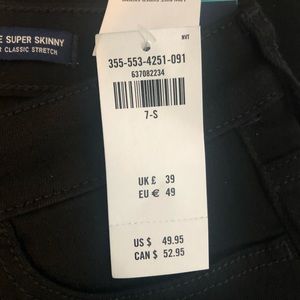 E SUPER SKINNY
R CLASSIC STRETCH
NVT
355-553-4251-091
637082234
7-S
UK £ 39
EU € 49
US $ 49.95
CAN $ 52.95